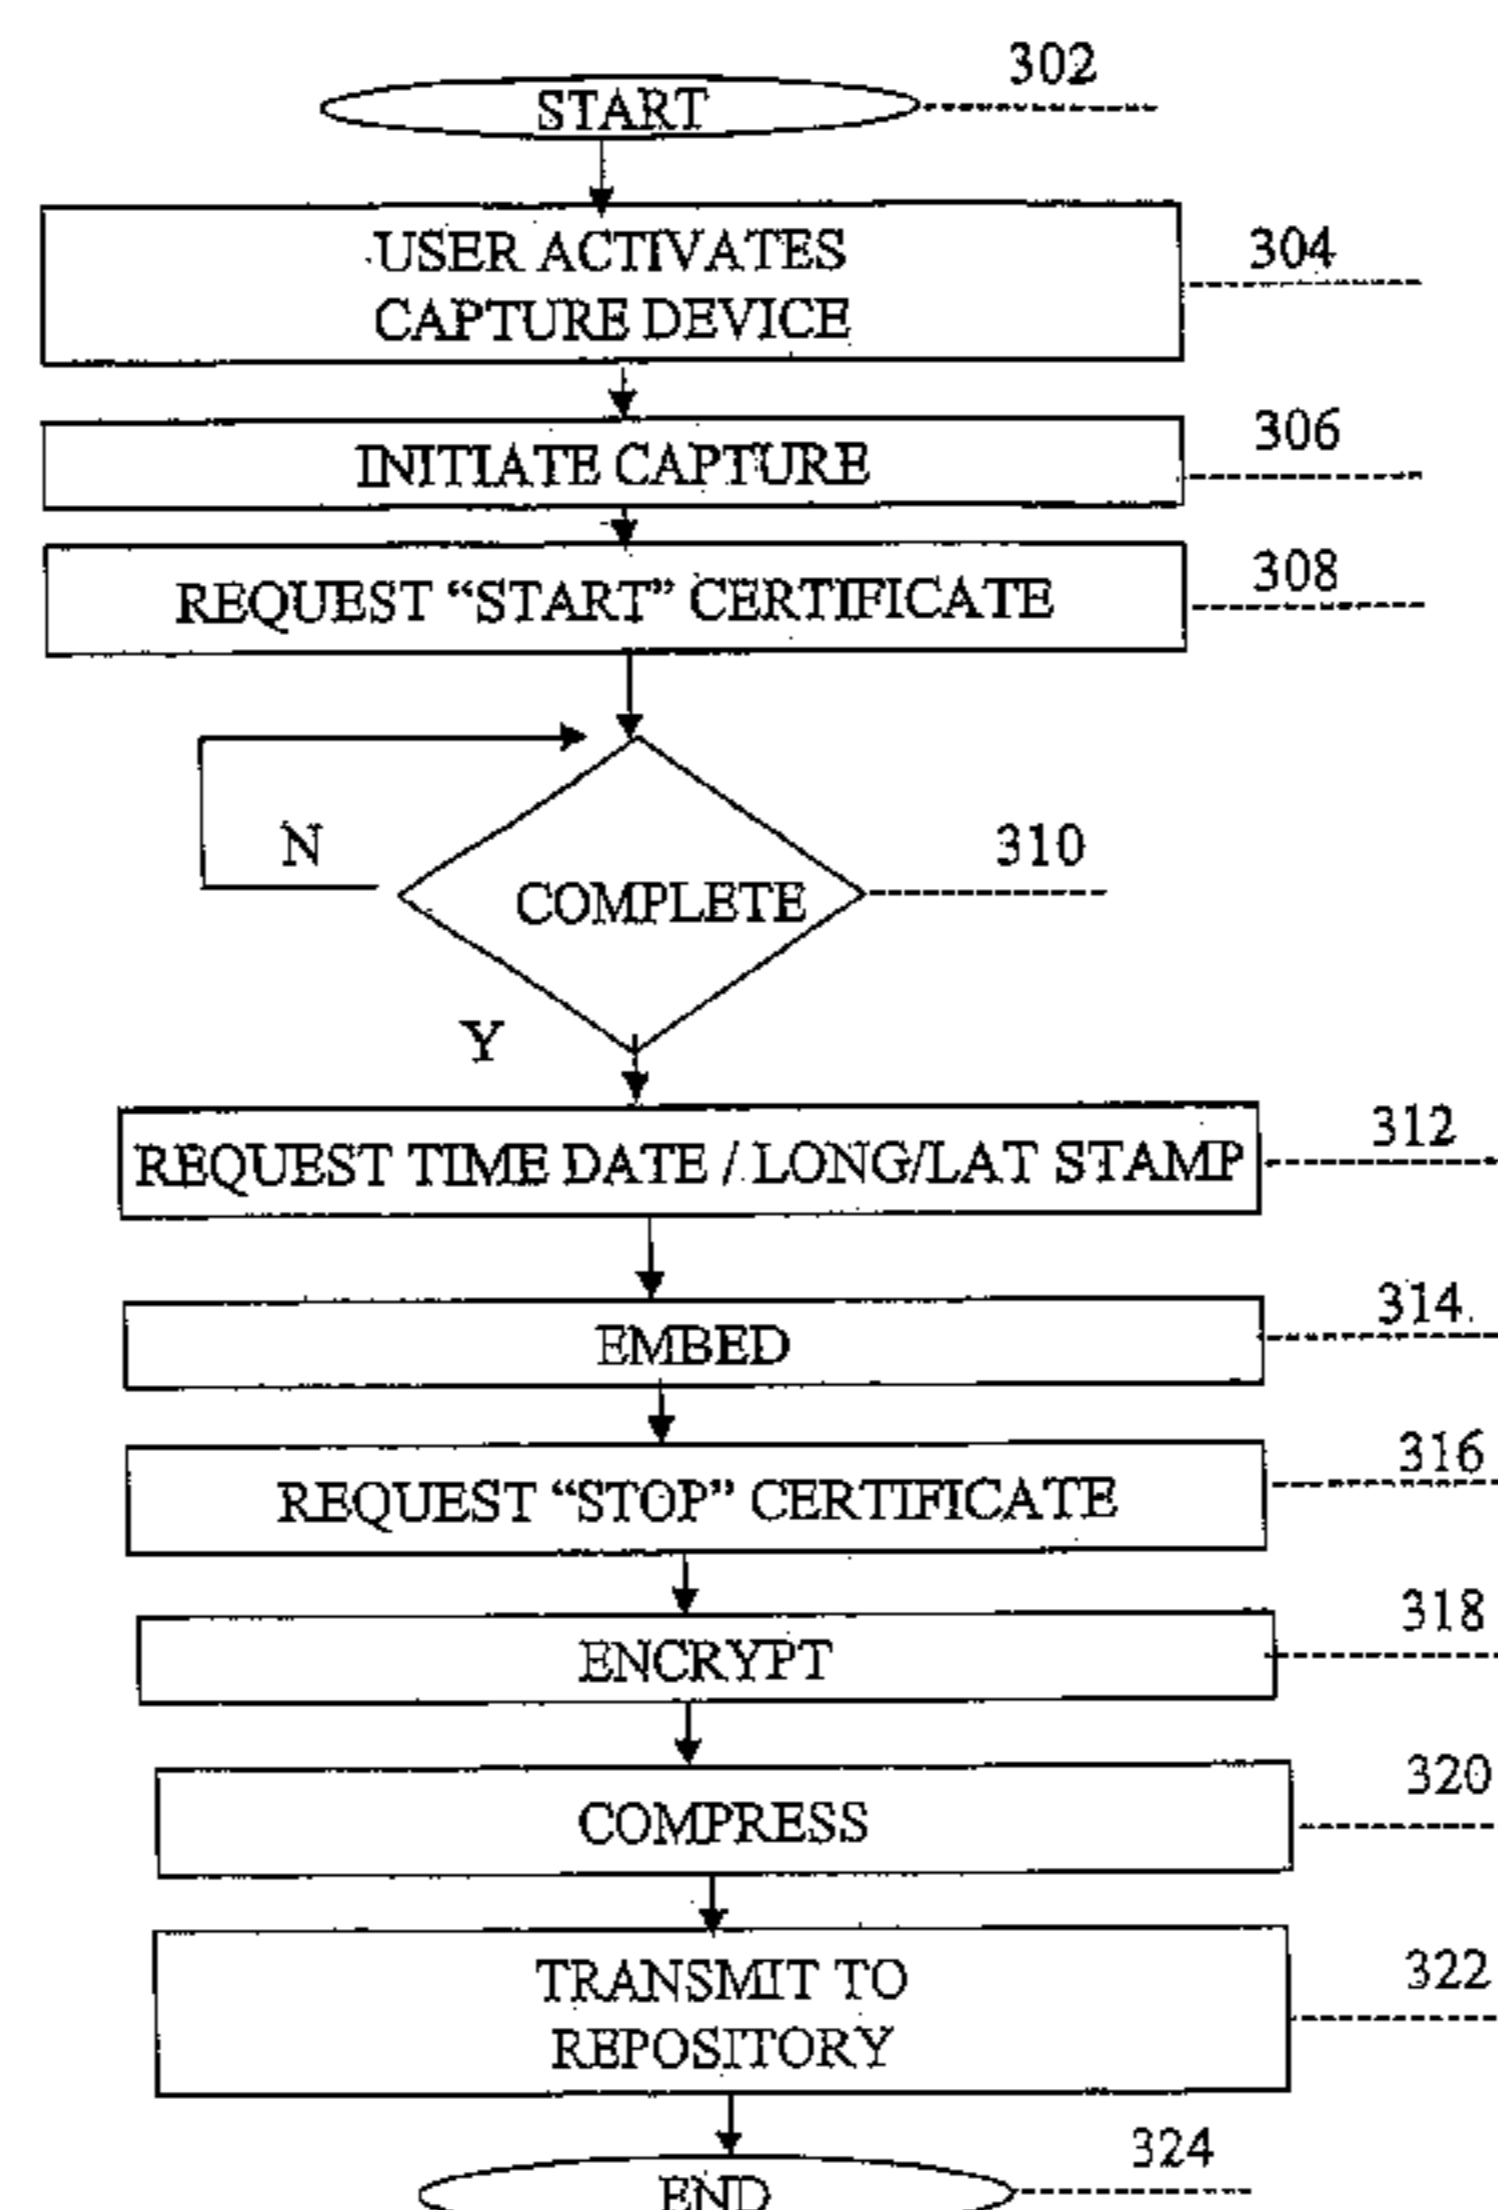 302
START
304
USER ACTIVATES
CAPTURE DEVICE
306
INITIATE CAPTURE
308
REQUEST “START” CERTIFICATE
N
310
COMPLETE
Y
312
REQUEST TIME DATE / LONG/LAT STAMP
314
EMBED
316
REQUEST “STOP” CERTIFICATE
318
ENCRYPT
320
COMPRESS
322
TRANSMIT TO
REPOSITORY
324
END